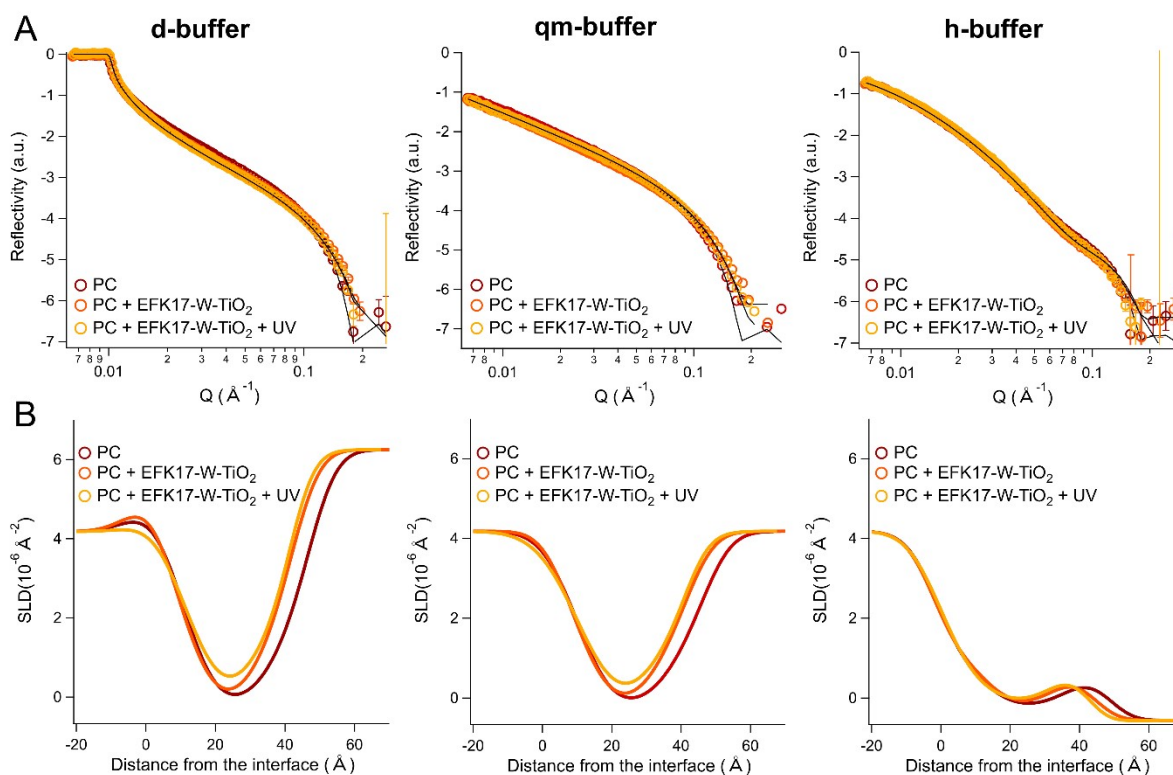 A
d-buffer
qm-buffer
h-buffer
Reflectivity (a.u.)
0
-1
-2
-3
-4
-5
-6
-7
PC
PC + EFK17-W-TiO₂
PC + EFK17-W-TiO₂ + UV
7 8 9 0.01 2 3 4 5 6 7 8 0.1 2
Q (Å⁻¹)
Reflectivity (a.u.)
0
-1
-2
-3
-4
-5
-6
-7
PC
PC + EFK17-W-TiO₂
PC + EFK17-W-TiO₂ + UV
8 0.01 2 3 4 5 6 8 0.1 2
Q (Å⁻¹)
Reflectivity (a.u.)
0
-1
-2
-3
-4
-5
-6
-7
PC
PC + EFK17-W-TiO₂
PC + EFK17-W-TiO₂ + UV
8 0.01 2 3 4 5 6 8 0.1 2
Q (Å⁻¹)
B
SLD(10⁻⁶ Å⁻²)
6
4
2
0
PC
PC + EFK17-W-TiO₂
PC + EFK17-W-TiO₂ + UV
-20 0 20 40 60
Distance from the interface (Å)
SLD(10⁻⁶ Å⁻²)
6
4
2
0
PC
PC + EFK17-W-TiO₂
PC + EFK17-W-TiO₂ + UV
-20 0 20 40 60
Distance from the interface (Å)
SLD(10⁻⁶ Å⁻²)
6
4
2
0
PC
PC + EFK17-W-TiO₂
PC + EFK17-W-TiO₂ + UV
-20 0 20 40 60
Distance from the interface (Å)